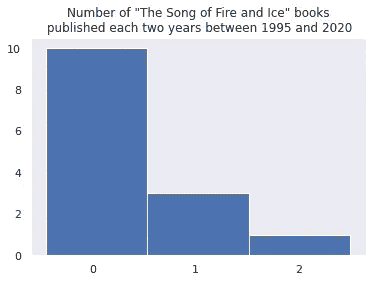 Number of "The Song of Fire and Ice" books
published each two years between 1995 and 2020
10
8
6
4
2
0
0 1 2